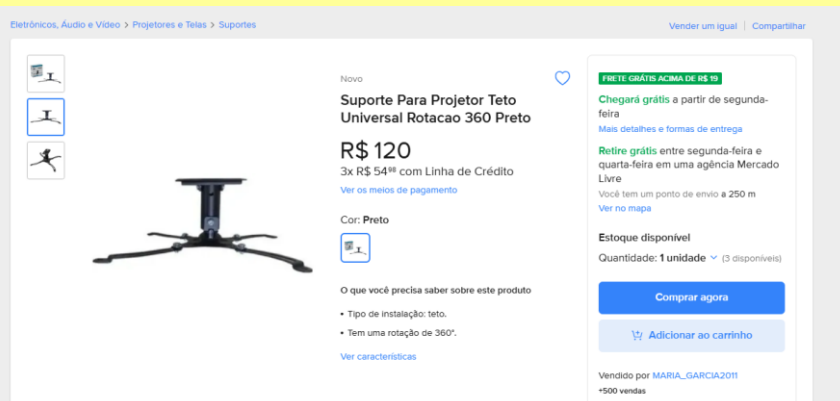 Eletrônicos, Áudio e Vídeo > Projetores e Telas > Suportes
Vender um igual | Compartilhar
Novo
Suporte Para Projetor Teto
Universal Rotacao 360 Preto
R$ 120
3x R$ 54⁹⁸ com Linha de Crédito
Ver os meios de pagamento
Cor: Preto
O que você precisa saber sobre este produto
• Tipo de instalação: teto.
• Tem uma rotação de 360°.
Ver características
FRETE GRÁTIS ACIMA DE R$ 19
Chegará grátis a partir de segunda-
feira
Mais detalhes e formas de entrega
Retire grátis entre segunda-feira e
quarta-feira em uma agência Mercado
Livre
Você tem um ponto de envio a 250 m
Ver no mapa
Estoque disponível
Quantidade: 1 unidade (3 disponíveis)
Comprar agora
Adicionar ao carrinho
Vendido por MARIA_GARCIA2011
+500 vendas